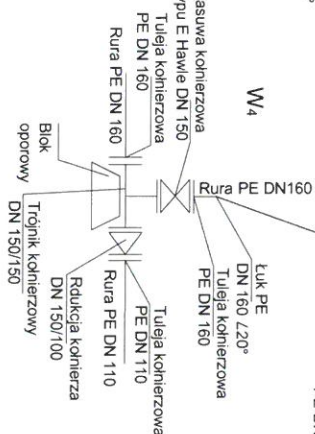 W4
asuwa kołnierzowa
ypu E Hawle DN 150
Tuleja kołnierzowa
PE DN 160
Rura PE DN 160
Rura PE DN160
Łuk PE
DN 160 ∠20°
Tuleja kołnierzowa
PE DN 160
Blok
oporowy
Trójnik kołnierzowy
DN 150/150
Rdukcja kołnierza
DN 150/100
Rura PE DN 110
Tuleja kołnierzowa
PE DN 110